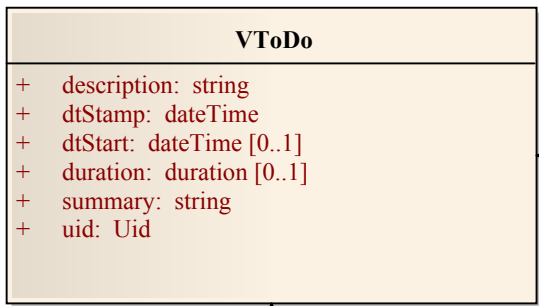 VToDo
+ description: string
+ dtStamp: dateTime
+ dtStart: dateTime [0..1]
+ duration: duration [0..1]
+ summary: string
+ uid: Uid